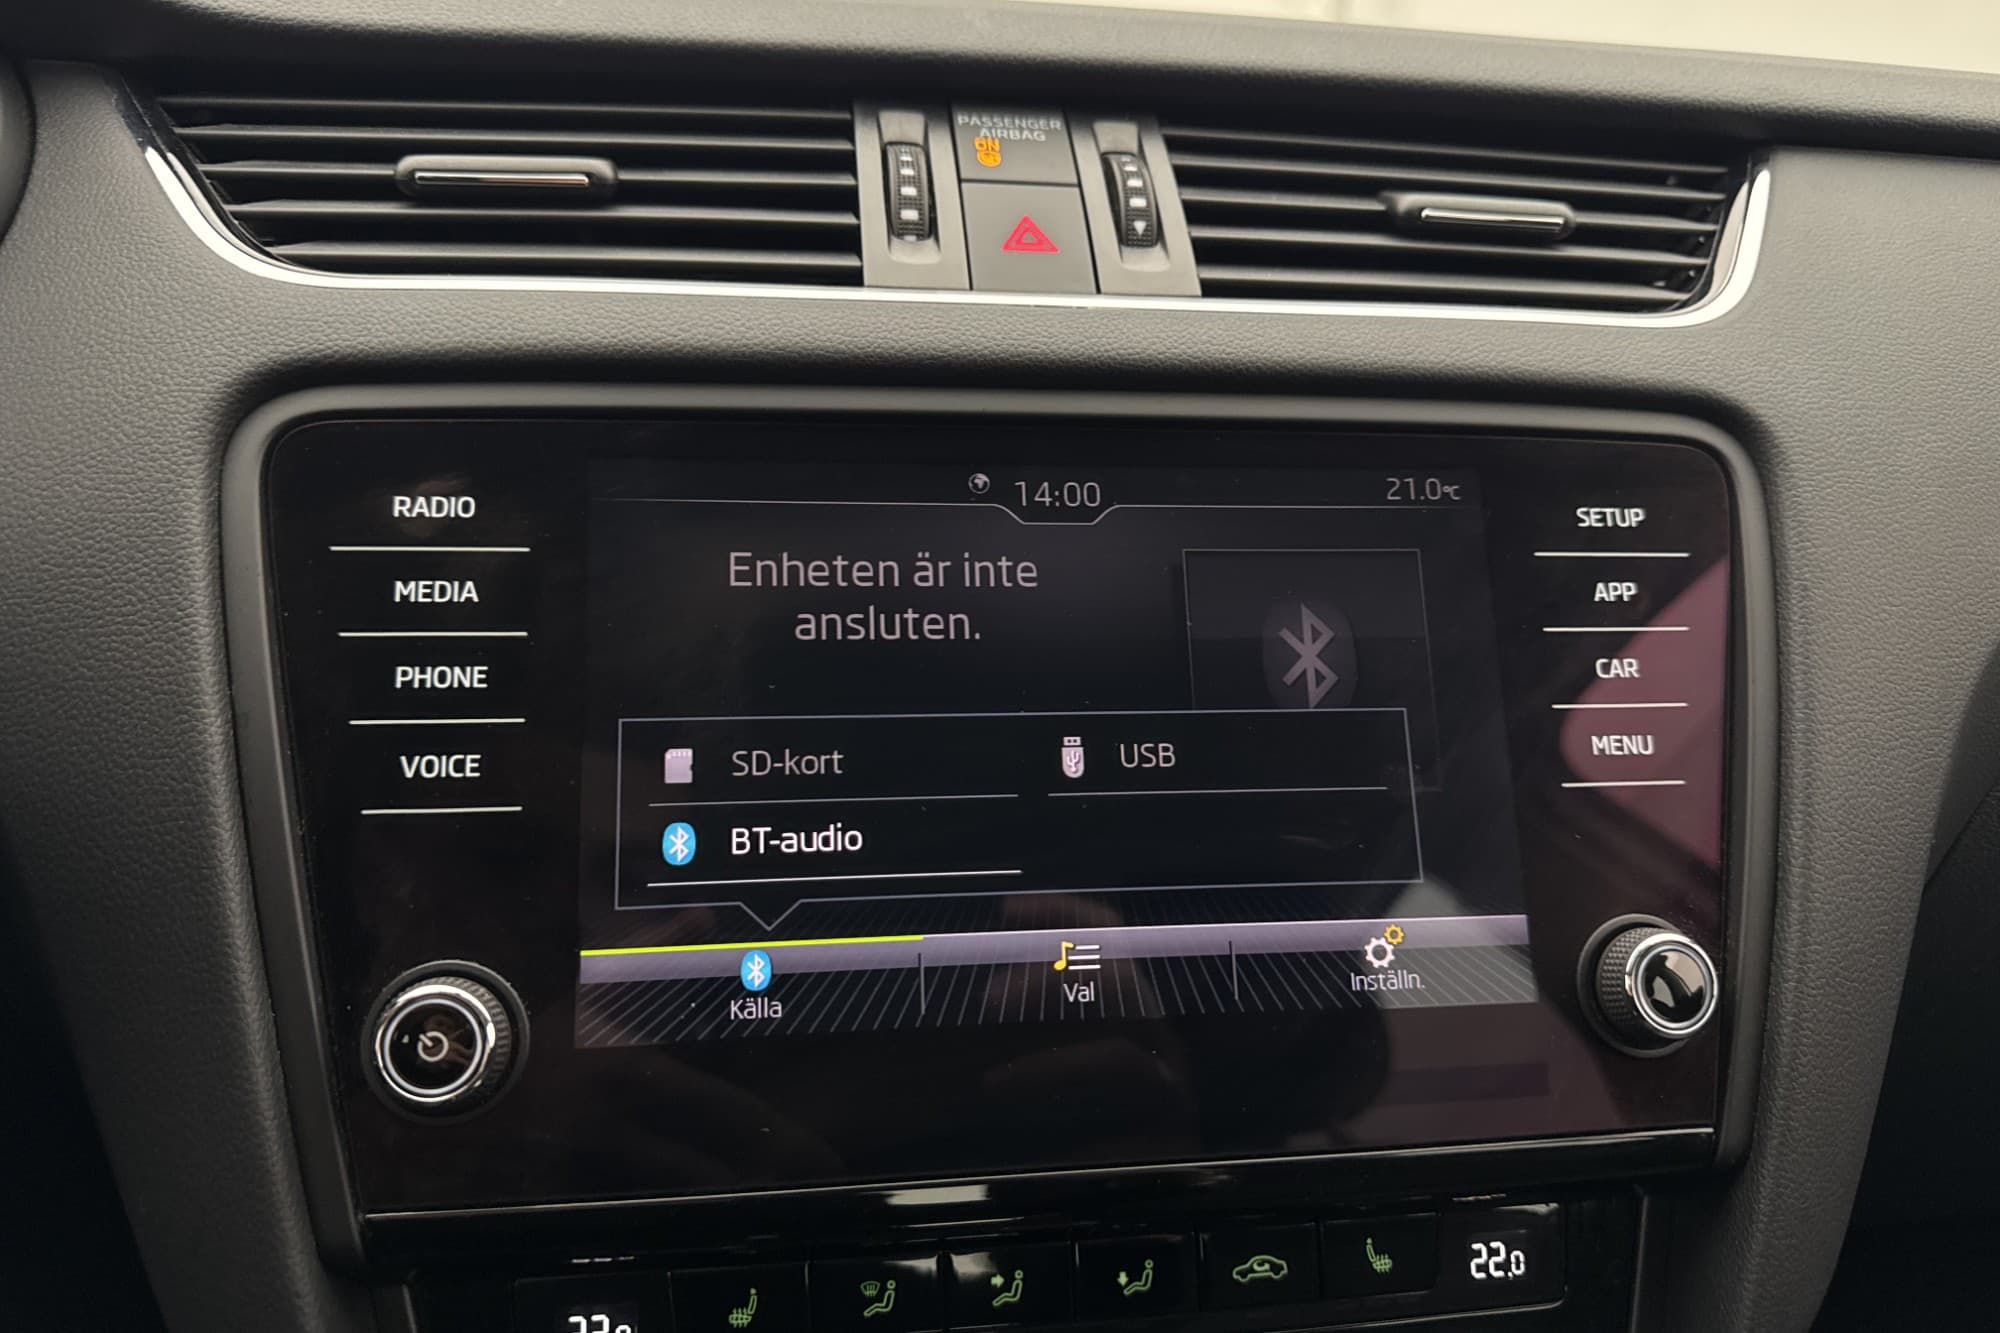 PASSENGER
AIRBAG
ON
14:00
21.0°C
RADIO
MEDIA
PHONE
VOICE
Enheten är inte
ansluten.
SD-kort
USB
BT-audio
Källa
Val
Inställn.
SETUP
APP
CAR
MENU
22.0